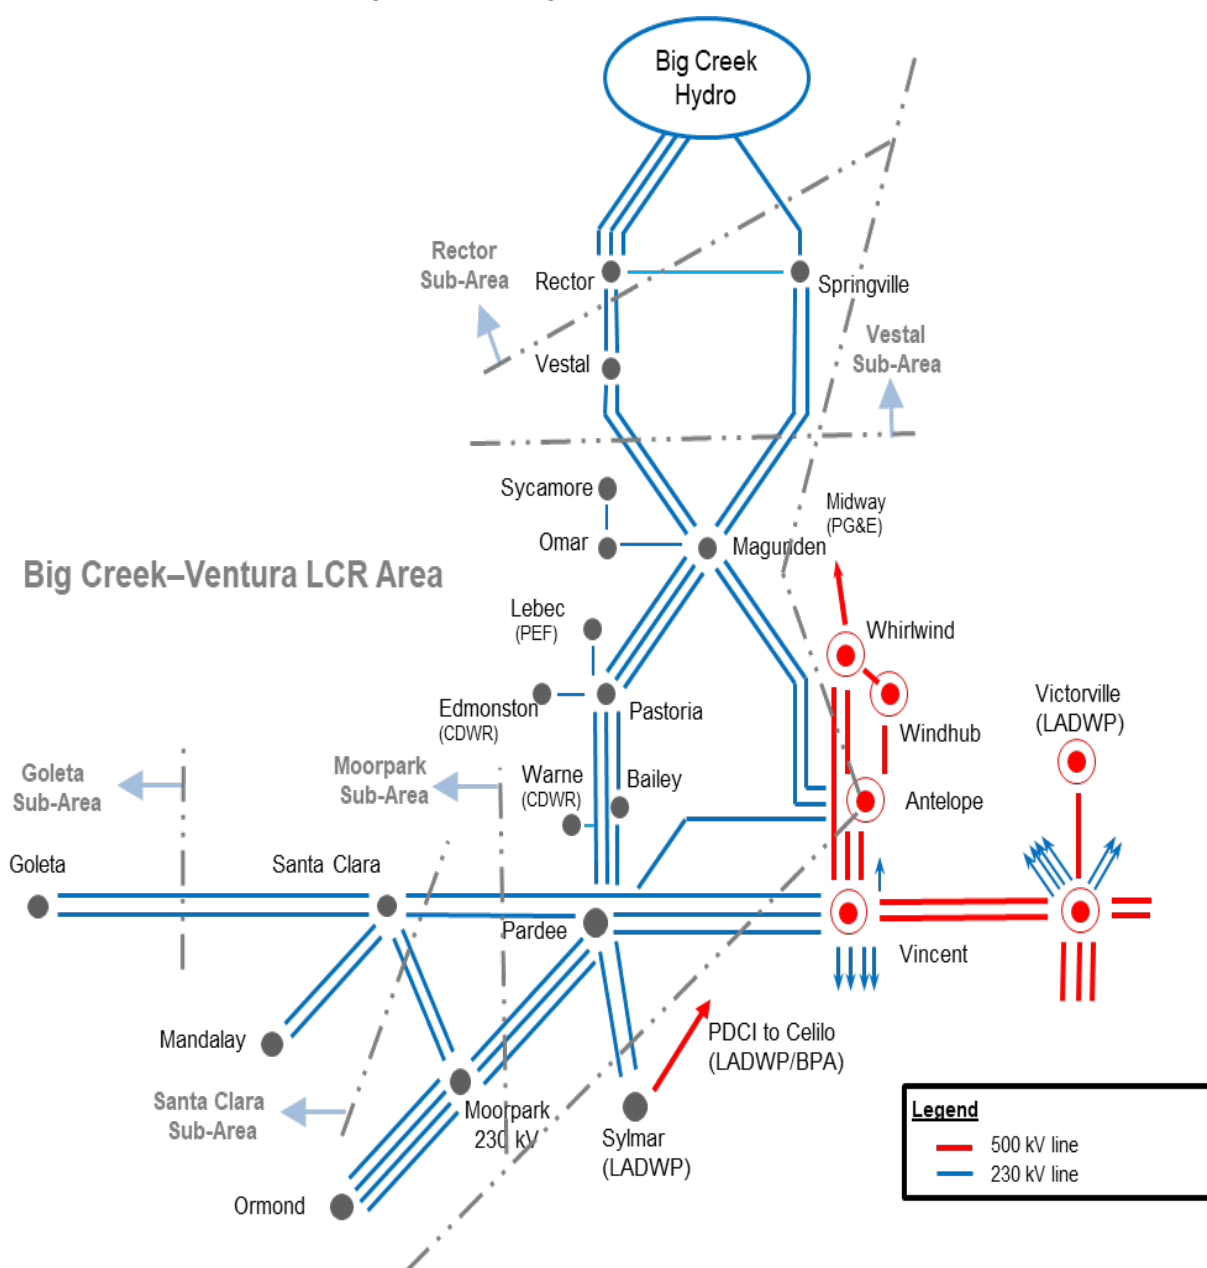 Big Creek
Hydro
Rector
Sub-Area
Rector
Springville
Vestal
Sub-Area
Vestal
Sycamore
Midway
(PG&E)
Omar
Magunden
Big Creek–Ventura LCR Area
Lebec
(PEF)
Whirlwind
Edmonston
(CDWR)
Pastoria
Victorville
(LADWP)
Windhub
Goleta
Sub-Area
Moorpark
Sub-Area
Warne
(CDWR)
Bailey
Antelope
Goleta
Santa Clara
Pardee
Vincent
Mandalay
PDCI to Celilo
(LADWP/BPA)
Santa Clara
Sub-Area
Moorpark
230 kV
Sylmar
(LADWP)
Ormond
Legend
500 kV line
230 kV line